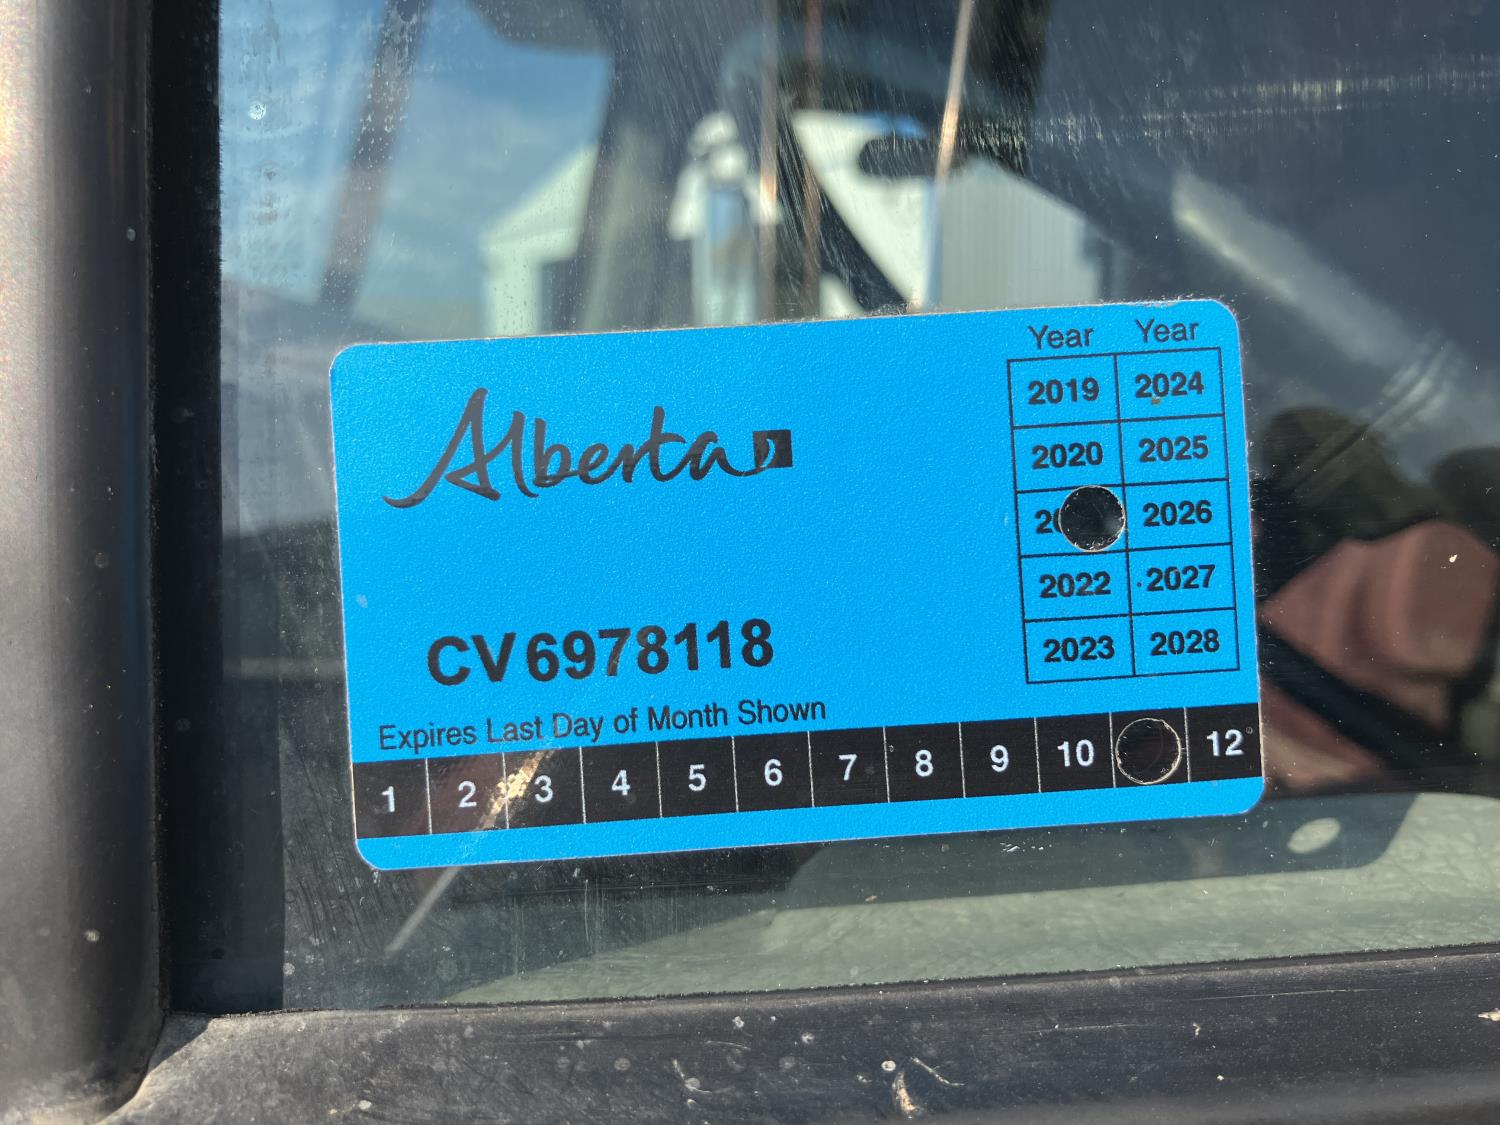 Alberta
Year Year
2019 2024
2020 2025
2026
2022 2027
2023 2028
CV6978118
Expires Last Day of Month Shown
1 2 3 4 5 6 7 8 9 10 12